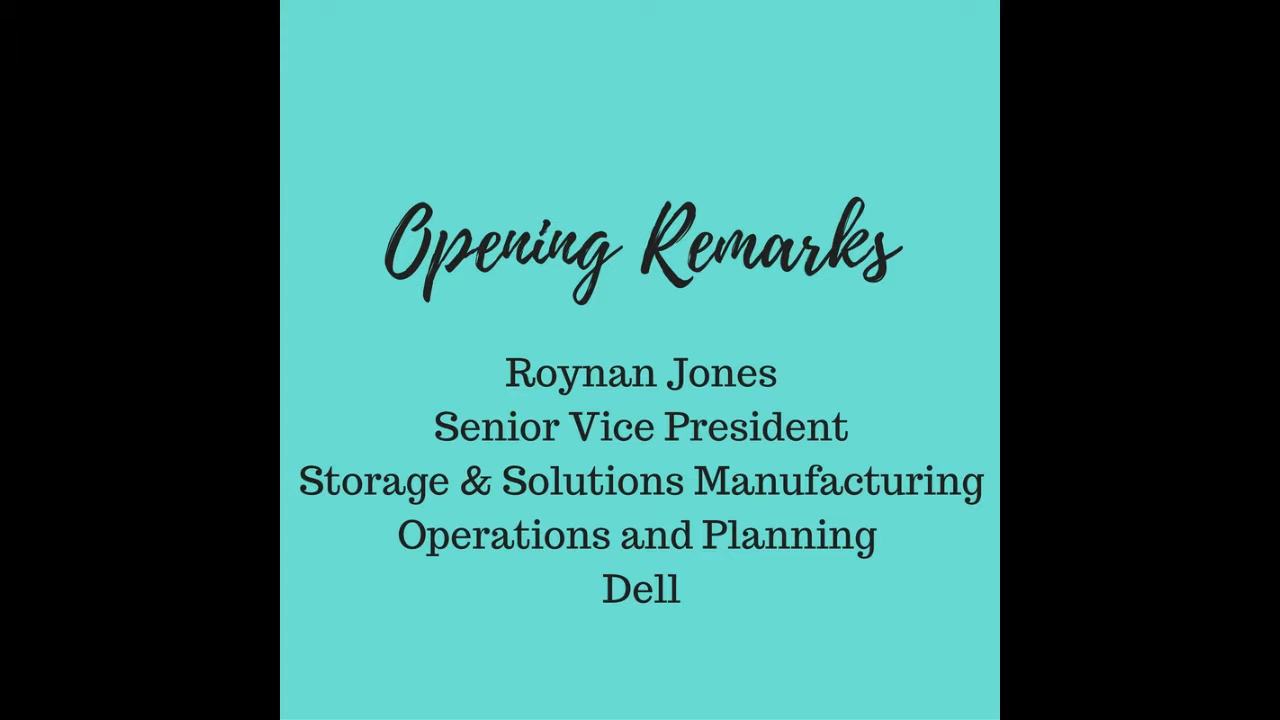 Opening Remarks
Roynan Jones
Senior Vice President
Storage & Solutions Manufacturing
Operations and Planning
Dell